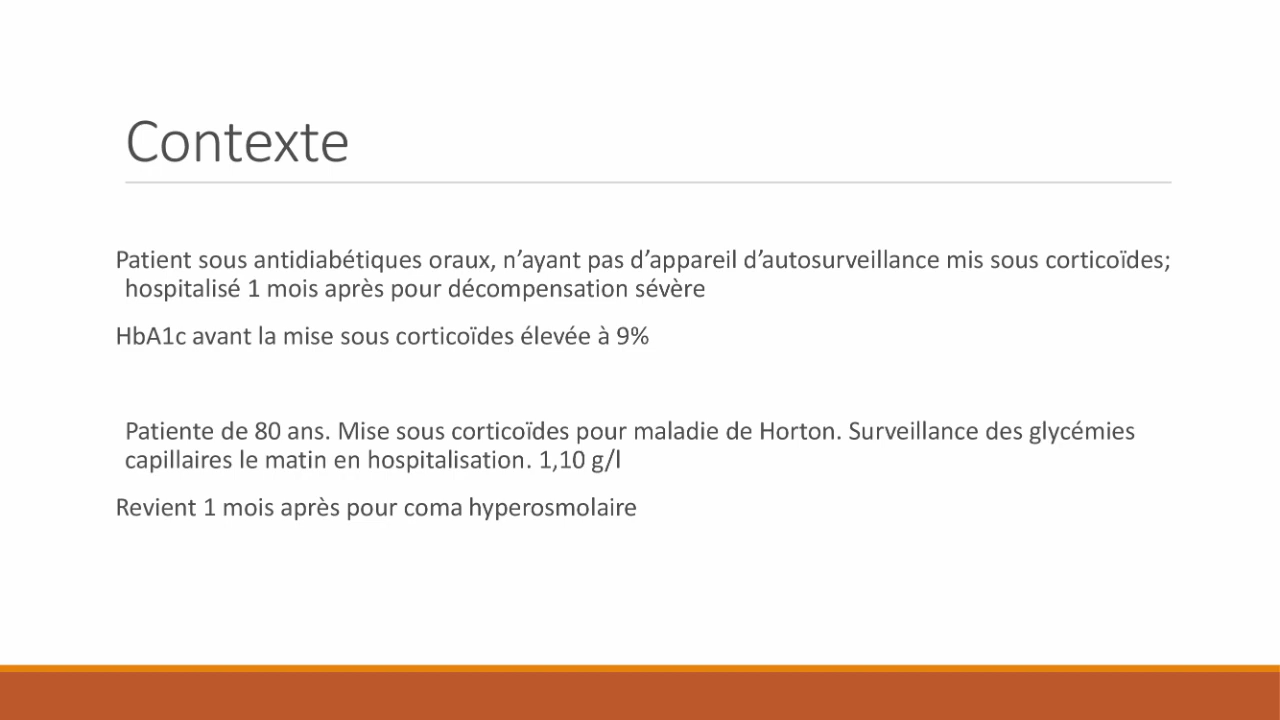 Contexte
Patient sous antidiabétiques oraux, n’ayant pas d’appareil d’autosurveillance mis sous corticoïdes;
hospitalisé 1 mois après pour décompensation sévère
HbA1c avant la mise sous corticoïdes élevée à 9%
Patiente de 80 ans. Mise sous corticoïdes pour maladie de Horton. Surveillance des glycémies
capillaires le matin en hospitalisation. 1,10 g/l
Revient 1 mois après pour coma hyperosmolaire